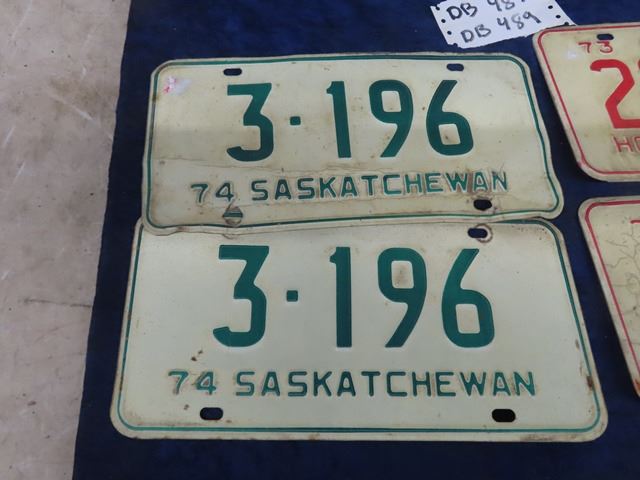 DB 489
3·196
74 SASKATCHEWAN
3·196
74 SASKATCHEWAN
73